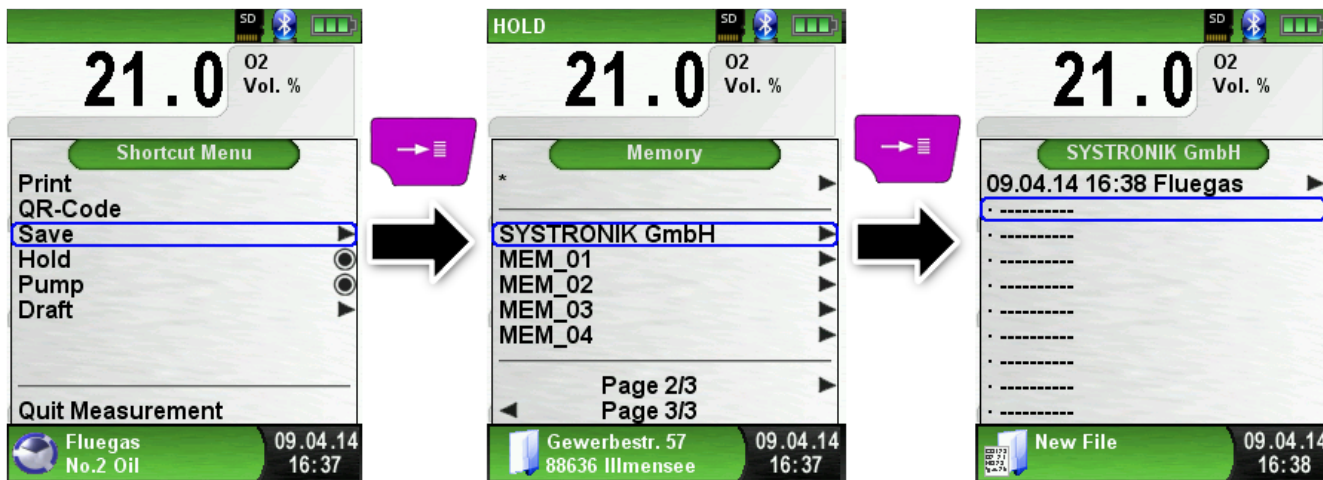 SD
21.0
O2
Vol. %
Shortcut Menu
Print
QR-Code
Save
Hold
Pump
Draft
Quit Measurement
Fluegas
No.2 Oil
09.04.14
16:37
HOLD
SD
21.0
O2
Vol. %
Memory
*
SYSTRONIK GmbH
MEM_01
MEM_02
MEM_03
MEM_04
Page 2/3
Page 3/3
Gewerbestr. 57
88636 Illmensee
09.04.14
16:37
SD
21.0
O2
Vol. %
SYSTRONIK GmbH
09.04.14 16:38 Fluegas
· ----------
· ----------
· ----------
· ----------
· ----------
· ----------
· ----------
· ----------
· ----------
New File
09.04.14
16:38